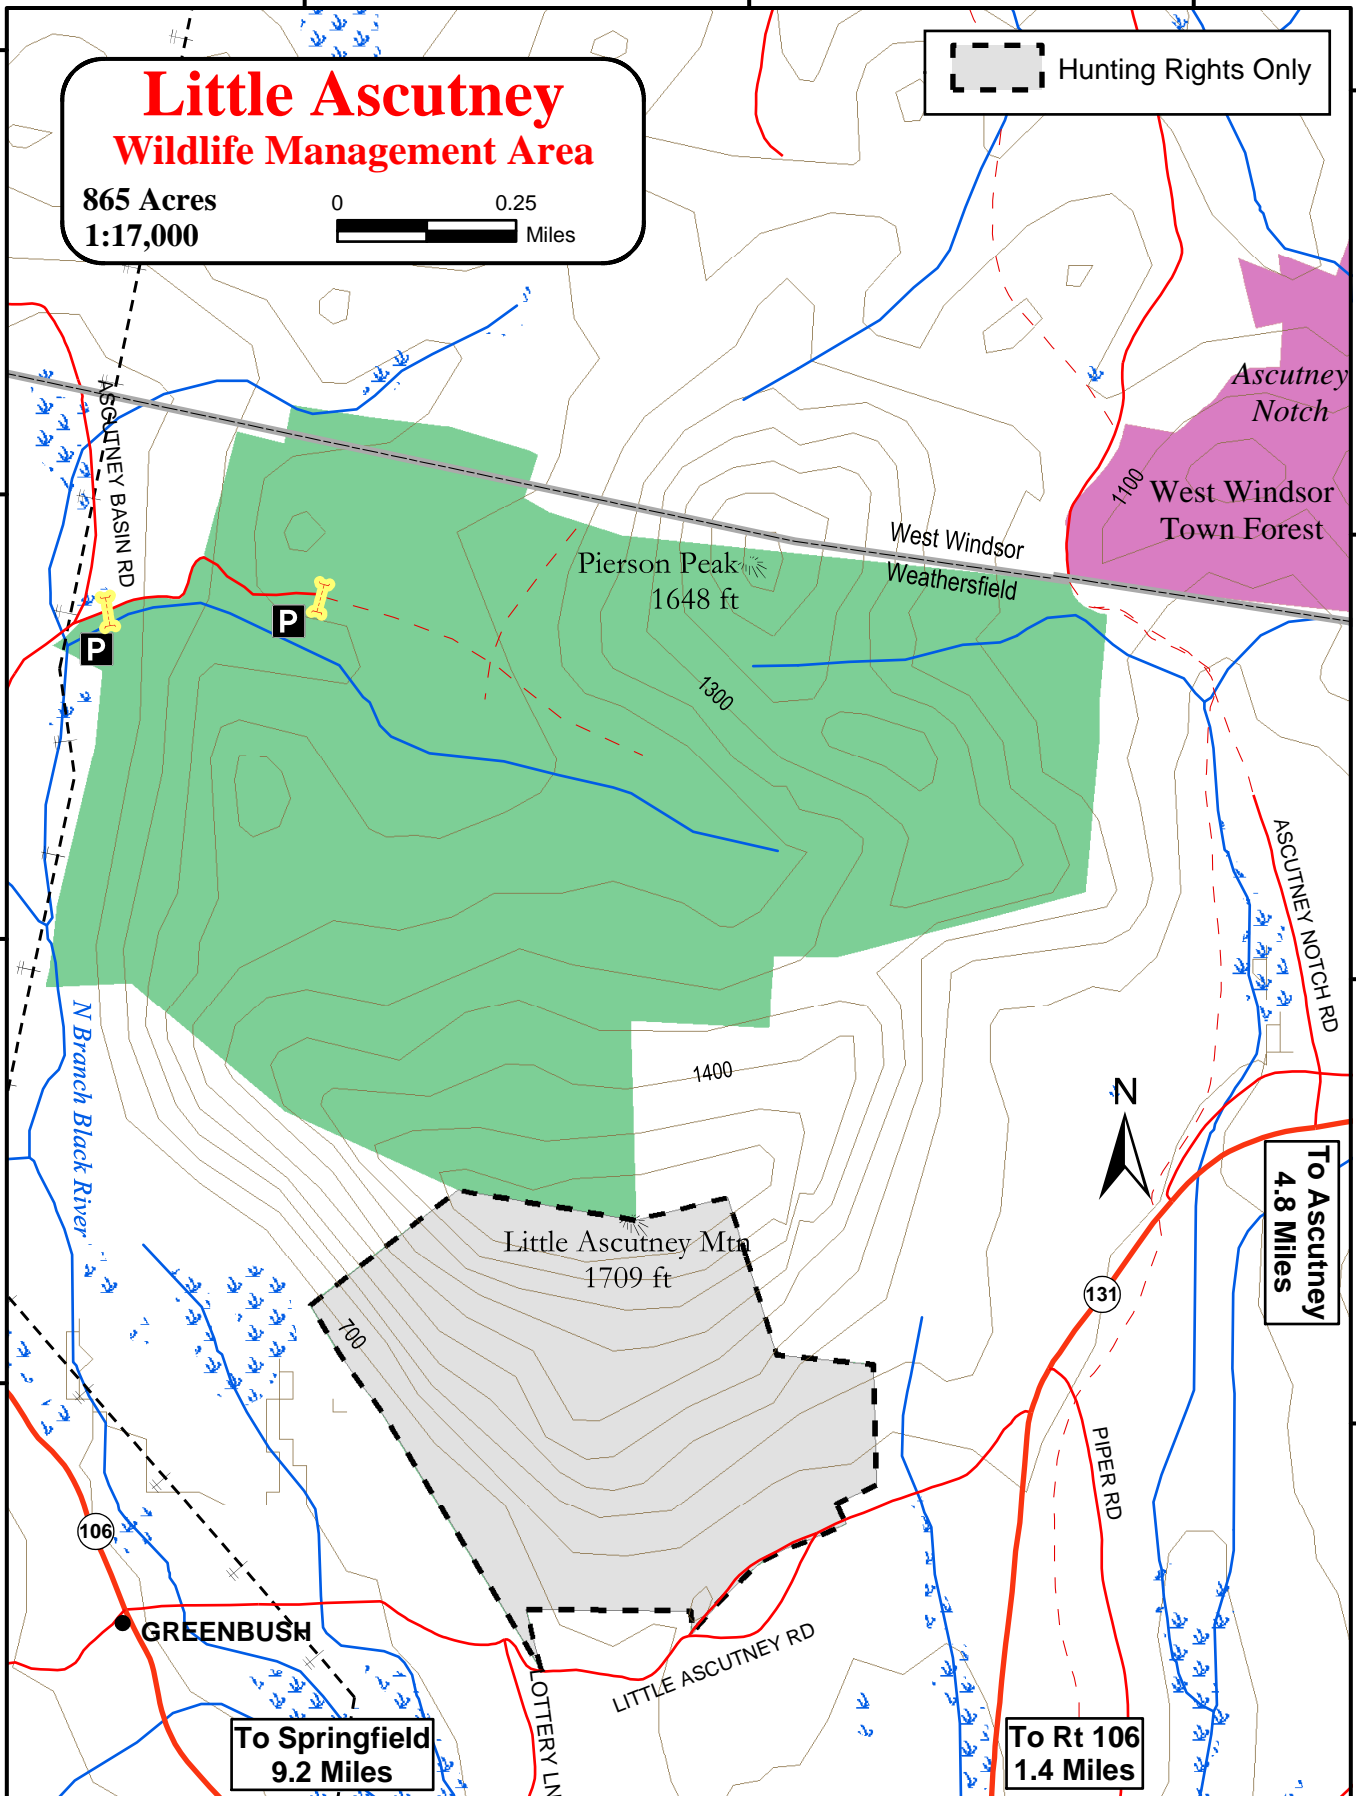 Little Ascutney
Wildlife Management Area
865 Acres
1:17,000
0 0.25
Miles
Hunting Rights Only
Ascutney
Notch
West Windsor
Town Forest
1100
ASCUTNEY BASIN RD
West Windsor
Weathersfield
Pierson Peak
1648 ft
P
P
1300
ASCUTNEY NOTCH RD
N Branch Black River
1400
N
To Ascutney
4.8 Miles
Little Ascutney Mtn
1709 ft
700
131
PIPER RD
106
GREENBUSH
LITTLE ASCUTNEY RD
LOTTERY LN
To Springfield
9.2 Miles
To Rt 106
1.4 Miles